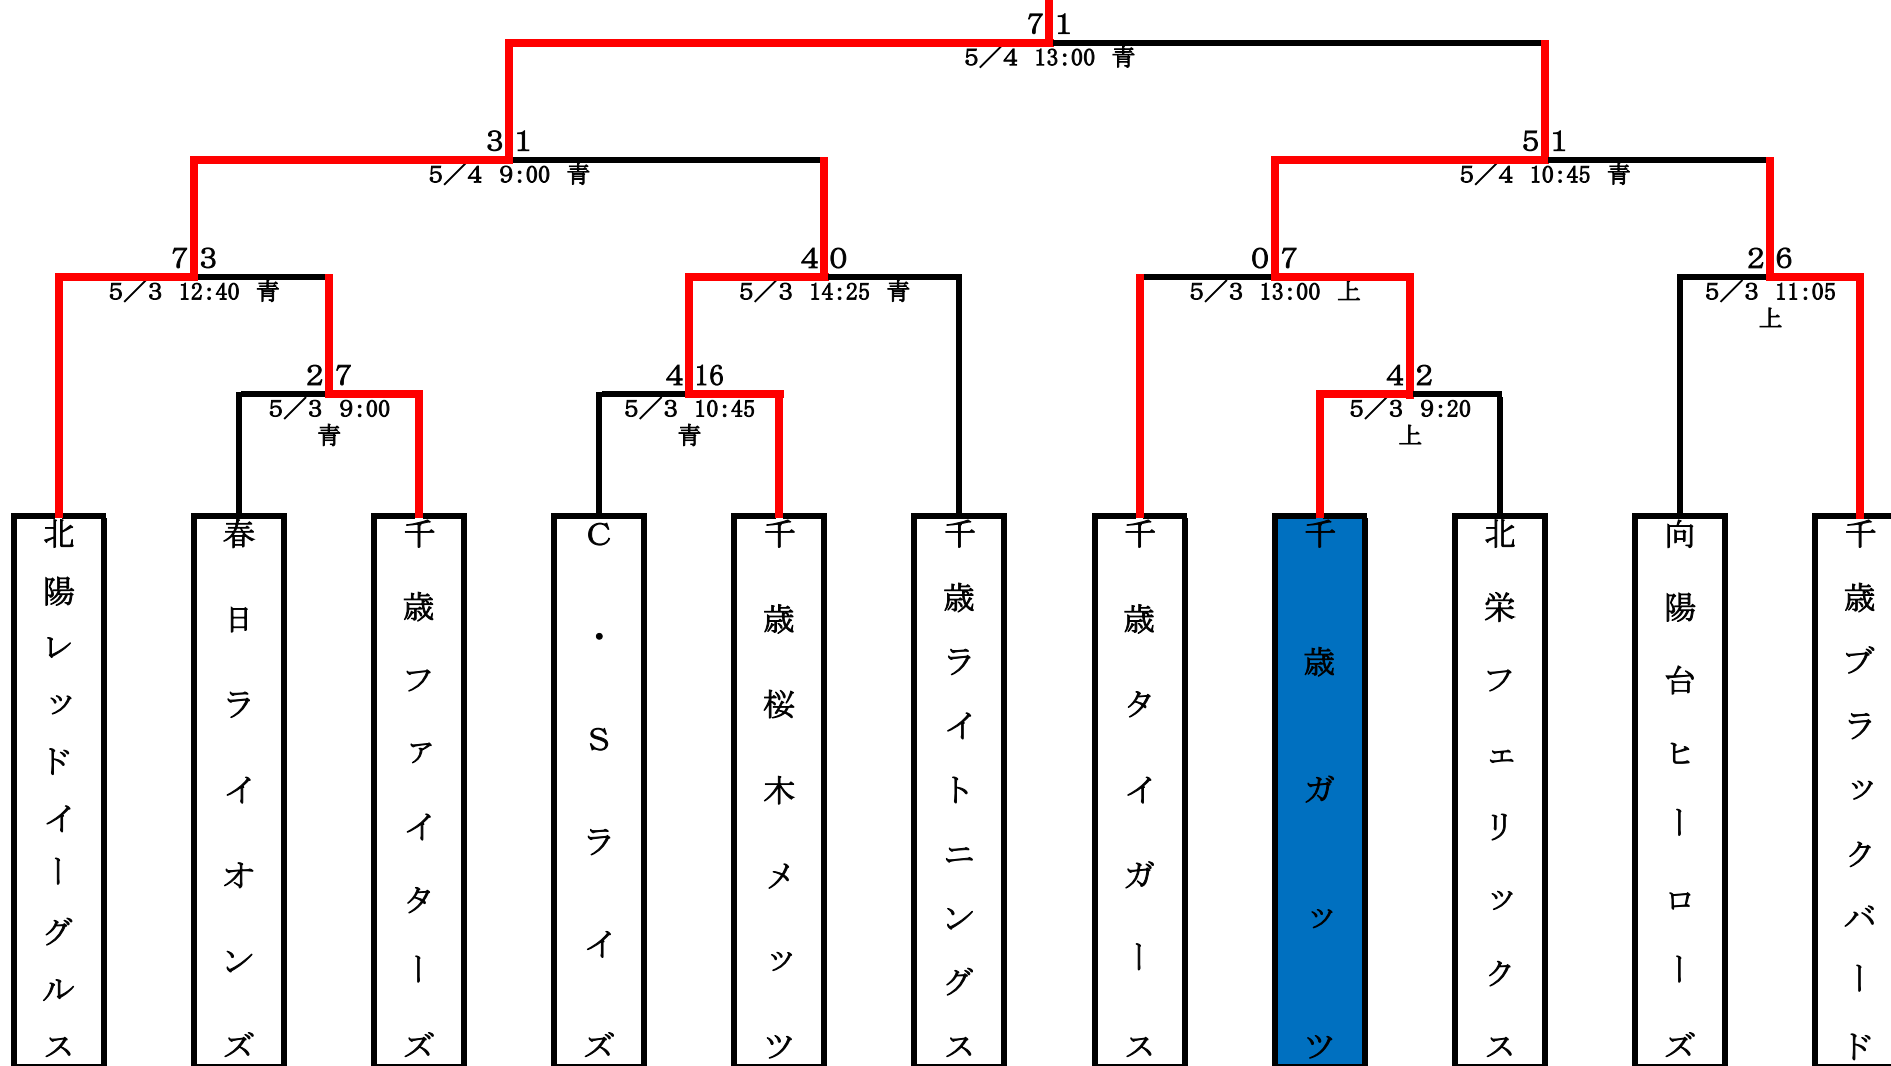 7 1
5／4 13:00 青
3 1
5／4 9:00 青
5 1
5／4 10:45 青
7 3
5／3 12:40 青
4 0
5／3 14:25 青
0 7
5／3 13:00 上
2 6
5／3 11:05
上
2 7
5／3 9:00
青
4 16
5／3 10:45
青
4 2
5／3 9:20
上
北陽レッドイーグルス
春日ライオンズ
千歳ファイターズ
C・Sライズ
千歳桜木メッツ
千歳ライトニングス
千歳タイガース
千歳ガッツ
北栄フェリックス
向陽台ヒーローズ
千歳ブラックバード